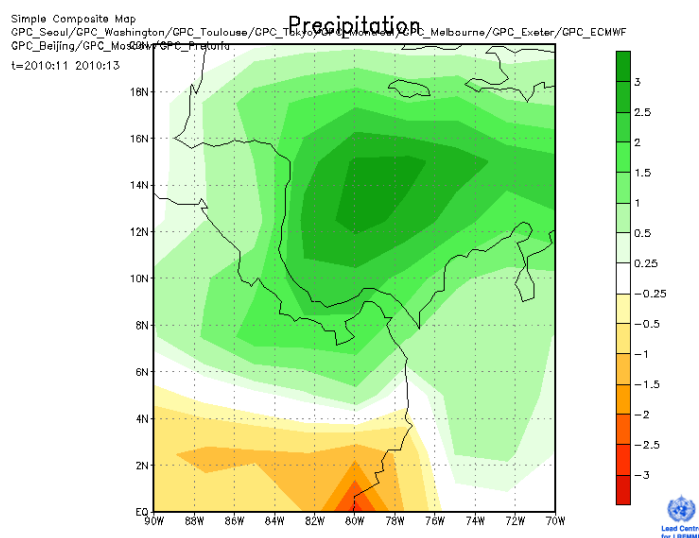 Simple Composite Map
Precipitation
GPC_Seoul/GPC_Washington/GPC_Toulouse/GPC_Tokyo/GPC_Montreal/GPC_Melbourne/GPC_Exeter/GPC_ECMWF
GPC_Beijing/GPC_Moscow/GPC_Pretoria
t=2010:11 2010:13
20N
18N
16N
14N
12N
10N
8N
6N
4N
2N
EQ
90W 88W 86W 84W 82W 80W 78W 76W 74W 72W 70W
3
2.5
2
1.5
1
0.5
0.25
-0.25
-0.5
-1
-1.5
-2
-2.5
-3
Lead Centre
for LRFMME